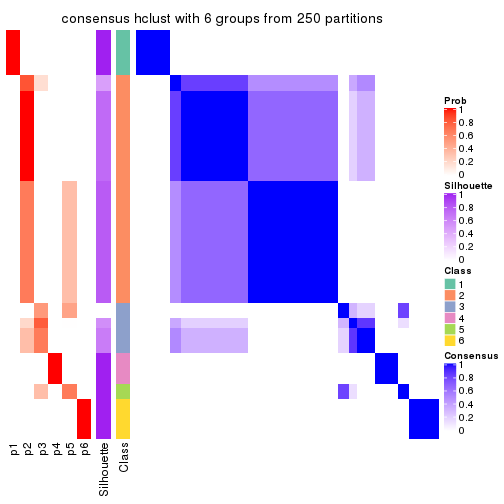 consensus hclust with 6 groups from 250 partitions
Prob
1
0.8
0.6
0.4
0.2
0
Silhouette
1
0.8
0.6
0.4
0.2
0
Class
1
2
3
4
5
6
Consensus
1
0.8
0.6
0.4
0.2
0
p1
p2
p3
p4
p5
p6
Silhouette
Class